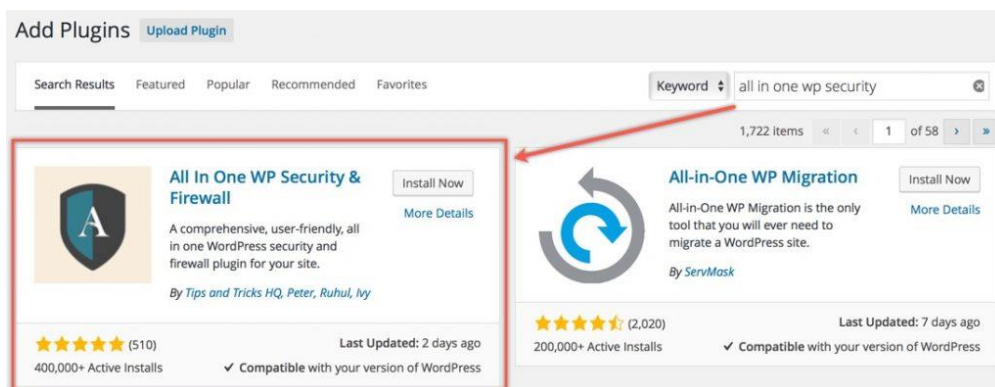 Add Plugins Upload Plugin
Search Results Featured Popular Recommended Favorites Keyword all in one wp security
1,722 items « ‹ 1 of 58 › »
A
All In One WP Security &
Firewall
Install Now
More Details
A comprehensive, user-friendly, all
in one WordPress security and
firewall plugin for your site.
By Tips and Tricks HQ, Peter, Ruhul, Ivy
(510)
Last Updated: 2 days ago
400,000+ Active Installs
✓ Compatible with your version of WordPress
All-in-One WP Migration
Install Now
More Details
All-in-One WP Migration is the only
tool that you will ever need to
migrate a WordPress site.
By ServMask
(2,020)
Last Updated: 7 days ago
200,000+ Active Installs
✓ Compatible with your version of WordPress